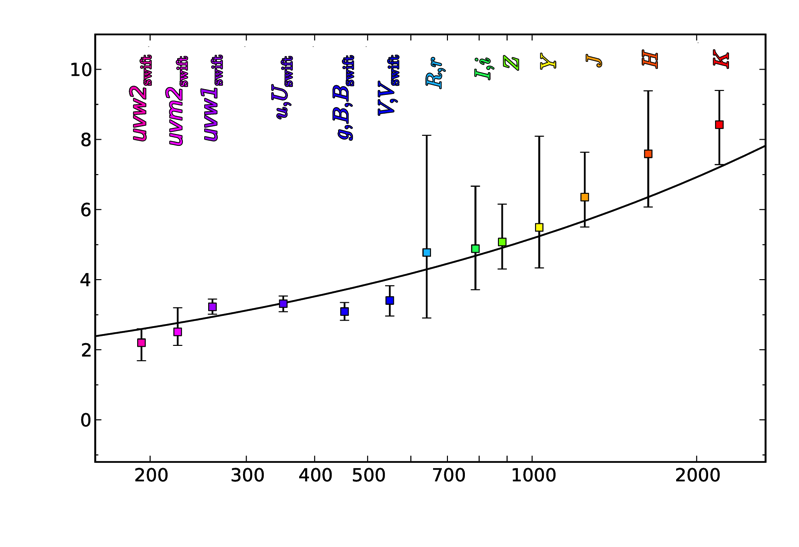 uvw2swift
uvm2swift
uvw1swift
u,Uswift
g,B,Bswift
V,Vswift
R,r
I,i
Z
Y
J
H
K
10
8
6
4
2
0
200 300 400 500 700 1000 2000